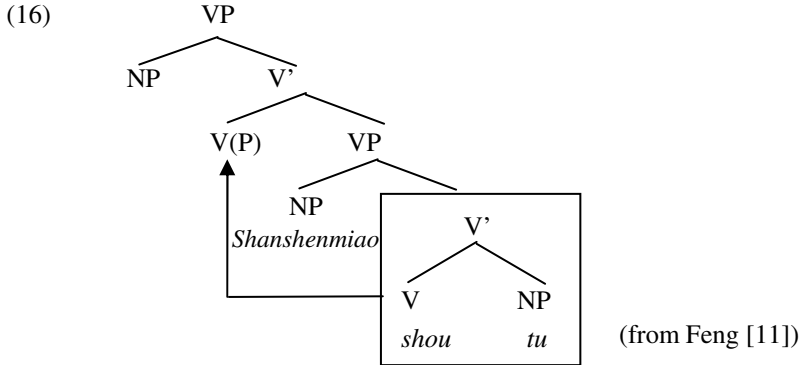 (16) VP
NP V’
V(P) VP
NP V’
Shanshenmiao
V NP
shou tu (from Feng [11])